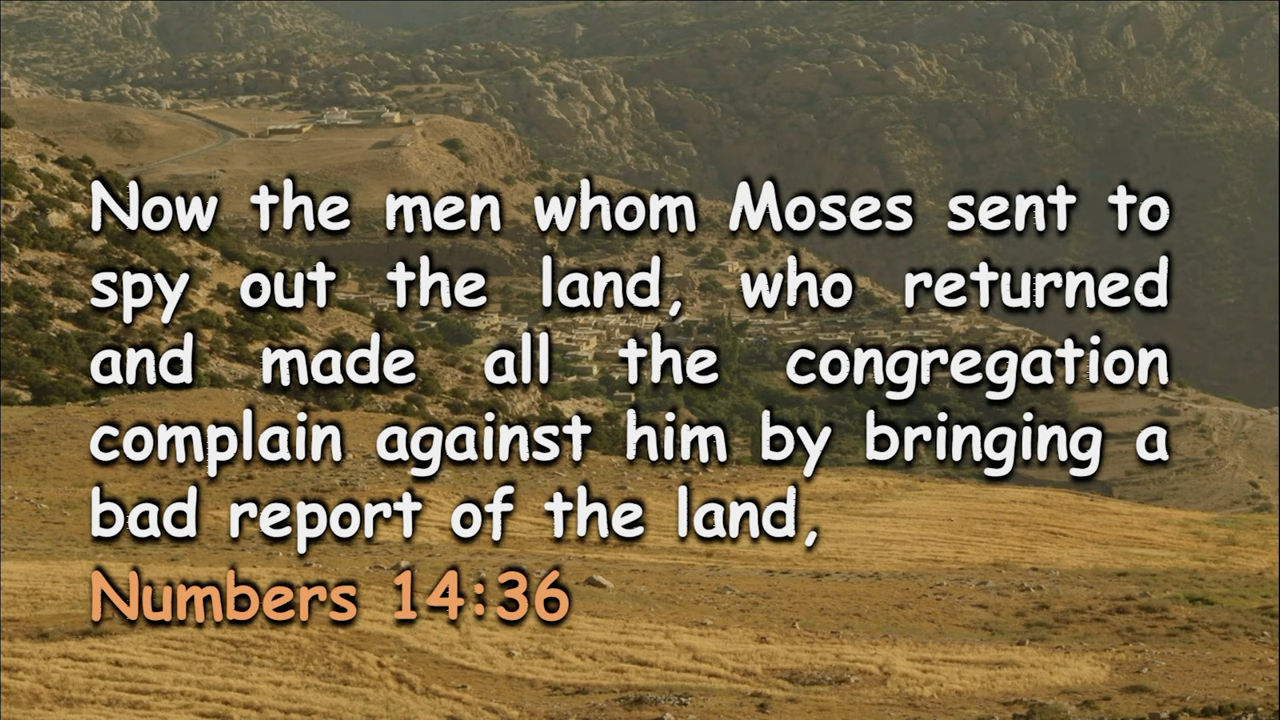 Now the men whom Moses sent to
spy out the land, who returned
and made all the congregation
complain against him by bringing a
bad report of the land,
Numbers 14:36